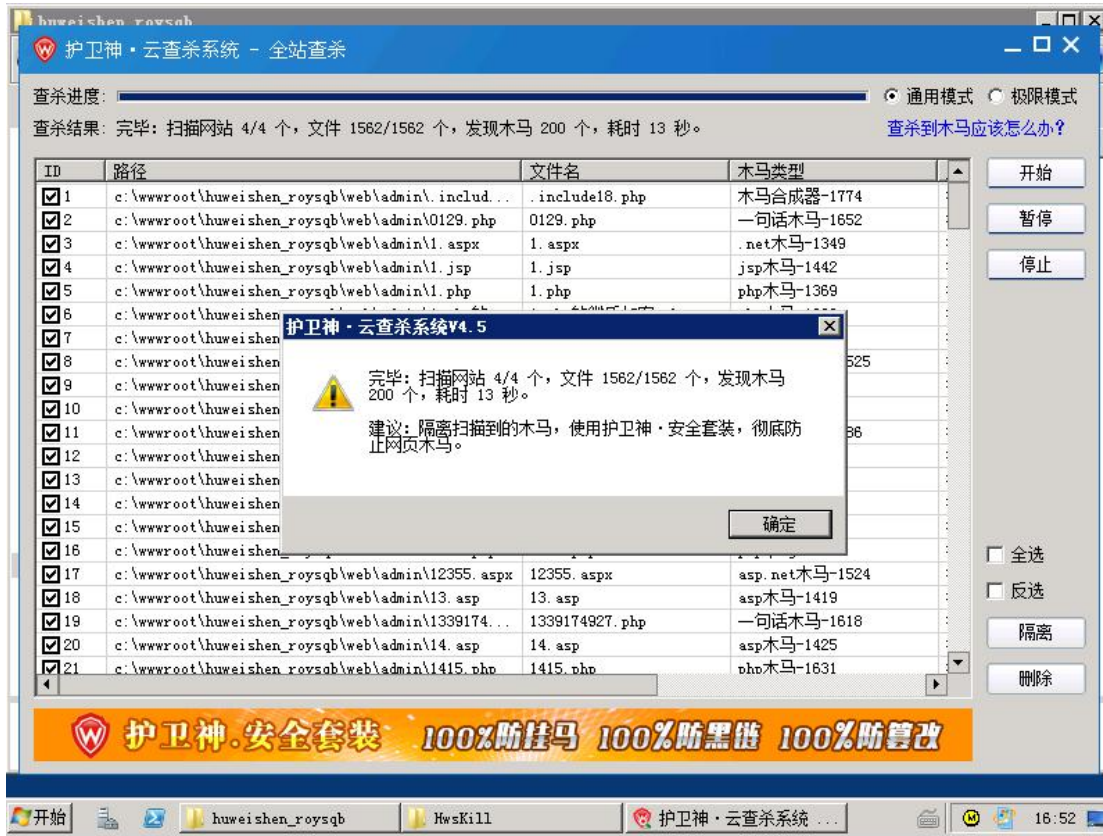 huweishen_roysqb
护卫神·云查杀系统 - 全站查杀
查杀进度:
通用模式 极限模式
查杀结果: 完毕: 扫描网站 4/4 个, 文件 1562/1562 个, 发现木马 200 个, 耗时 13 秒。
查杀到木马应该怎么办?
ID 路径 文件名 木马类型
开始
1 c:\wwwroot\huweishen_roysqb\web\admin\.includ... .include18.php 木马合成器-1774
2 c:\wwwroot\huweishen_roysqb\web\admin\0129.php 0129.php 一句话木马-1652
暂停
3 c:\wwwroot\huweishen_roysqb\web\admin\1.aspx 1.aspx .net木马-1349
4 c:\wwwroot\huweishen_roysqb\web\admin\1.jsp 1.jsp jsp木马-1442
停止
5 c:\wwwroot\huweishen_roysqb\web\admin\1.php 1.php php木马-1369
6
7 c:\wwwroot\huweishen
8 c:\wwwroot\huweishen 525
9 c:\wwwroot\huweishen
10 c:\wwwroot\huweishen
11 c:\wwwroot\huweishen 86
12 c:\wwwroot\huweishen
13 c:\wwwroot\huweishen
14 c:\wwwroot\huweishen
15 c:\wwwroot\huweishen
16 c:\wwwroot\huweishen
护卫神·云查杀系统V4.5
完毕: 扫描网站 4/4 个, 文件 1562/1562 个, 发现木马
200 个, 耗时 13 秒。
建议: 隔离扫描到的木马, 使用护卫神·安全套装, 彻底防
止网页木马。
确定
全选
17 c:\wwwroot\huweishen_roysqb\web\admin\12355.aspx 12355.aspx asp.net木马-1524
18 c:\wwwroot\huweishen_roysqb\web\admin\13.asp 13.asp asp木马-1419
反选
19 c:\wwwroot\huweishen_roysqb\web\admin\1339174... 1339174927.php 一句话木马-1618
隔离
20 c:\wwwroot\huweishen_roysqb\web\admin\14.asp 14.asp asp木马-1425
21 c:\wwwroot\huweishen_roysqb\web\admin\1415.php 1415.php php木马-1631
删除
护卫神.安全套装 100%防挂马 100%防黑链 100%防篡改
开始 huweishen_roysqb HwsKill 护卫神·云查杀系统 ... 16:52